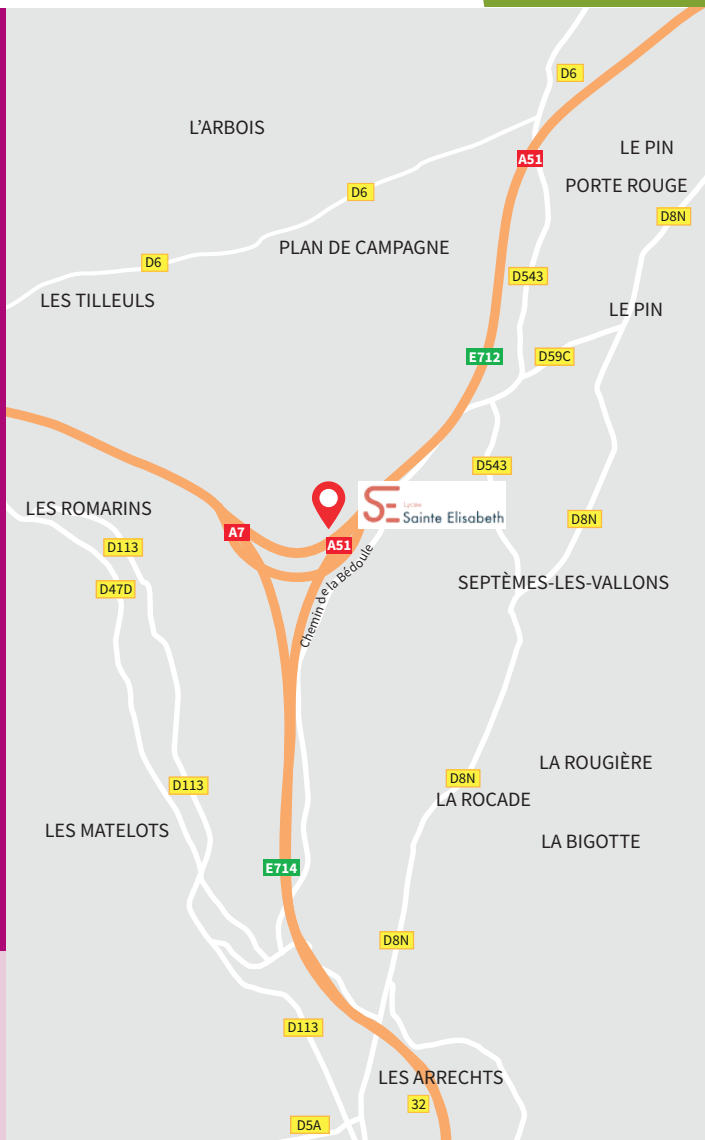 D6
L'ARBOIS
LE PIN
A51
PORTE ROUGE
D6
D8N
PLAN DE CAMPAGNE
D6
D543
LES TILLEULS
LE PIN
E712
D59C
D543
Lycée
Sainte Elisabeth
LES ROMARINS
D8N
A7
A51
D113
Chemin de la Bédoule
D47D
SEPTÈMES-LES-VALLONS
LA ROUGIÈRE
D8N
D113
LA ROCADE
LES MATELOTS
LA BIGOTTE
E714
D8N
D113
LES ARRECHTS
32
D5A